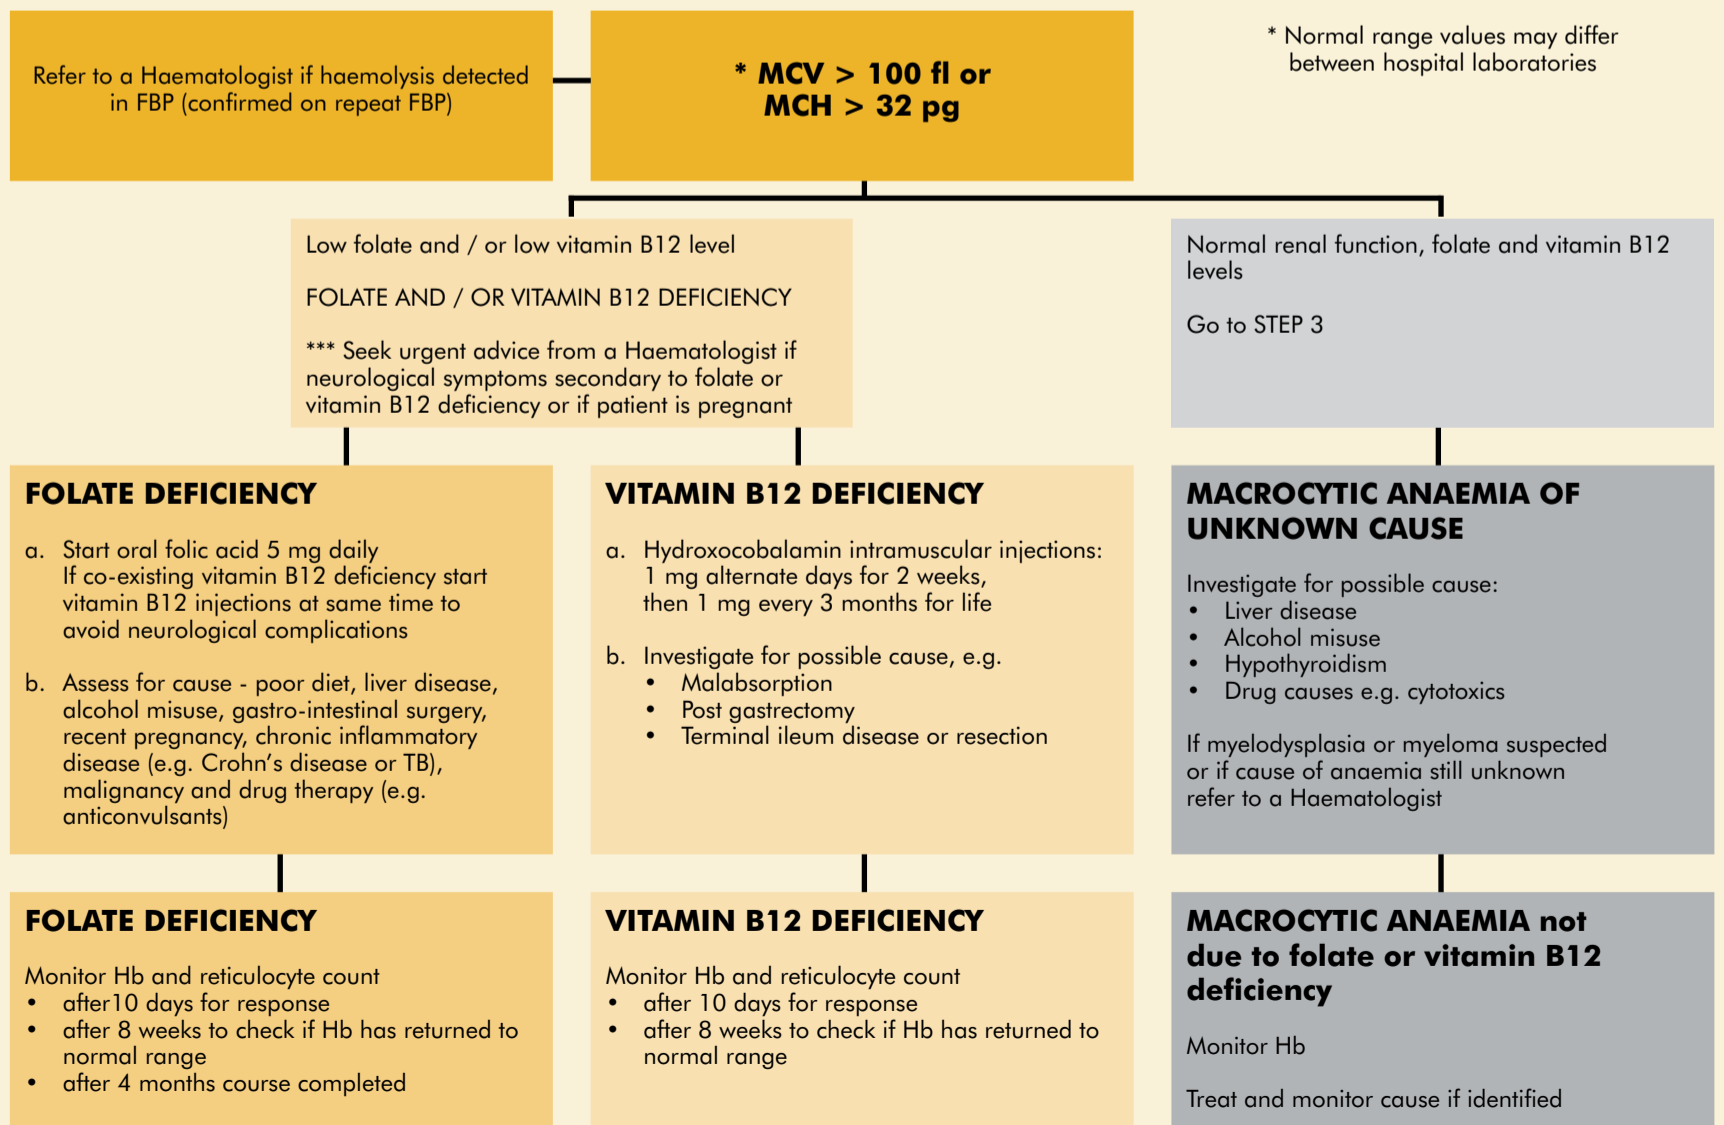 Refer to a Haematologist if haemolysis detected
in FBP (confirmed on repeat FBP)
* MCV > 100 fl or
MCH > 32 pg
* Normal range values may differ
between hospital laboratories
Low folate and / or low vitamin B12 level
FOLATE AND / OR VITAMIN B12 DEFICIENCY
*** Seek urgent advice from a Haematologist if
neurological symptoms secondary to folate or
vitamin B12 deficiency or if patient is pregnant
Normal renal function, folate and vitamin B12
levels
Go to STEP 3
FOLATE DEFICIENCY
a. Start oral folic acid 5 mg daily
If co-existing vitamin B12 deficiency start
vitamin B12 injections at same time to
avoid neurological complications
b. Assess for cause - poor diet, liver disease,
alcohol misuse, gastro-intestinal surgery,
recent pregnancy, chronic inflammatory
disease (e.g. Crohn's disease or TB),
malignancy and drug therapy (e.g.
anticonvulsants)
VITAMIN B12 DEFICIENCY
a. Hydroxocobalamin intramuscular injections:
1 mg alternate days for 2 weeks,
then 1 mg every 3 months for life
b. Investigate for possible cause, e.g.
• Malabsorption
• Post gastrectomy
• Terminal ileum disease or resection
MACROCYTIC ANAEMIA OF
UNKNOWN CAUSE
Investigate for possible cause:
• Liver disease
• Alcohol misuse
• Hypothyroidism
• Drug causes e.g. cytotoxics
If myelodysplasia or myeloma suspected
or if cause of anaemia still unknown
refer to a Haematologist
FOLATE DEFICIENCY
Monitor Hb and reticulocyte count
• after10 days for response
• after 8 weeks to check if Hb has returned to
normal range
• after 4 months course completed
VITAMIN B12 DEFICIENCY
Monitor Hb and reticulocyte count
• after 10 days for response
• after 8 weeks to check if Hb has returned to
normal range
MACROCYTIC ANAEMIA not
due to folate or vitamin B12
deficiency
Monitor Hb
Treat and monitor cause if identified